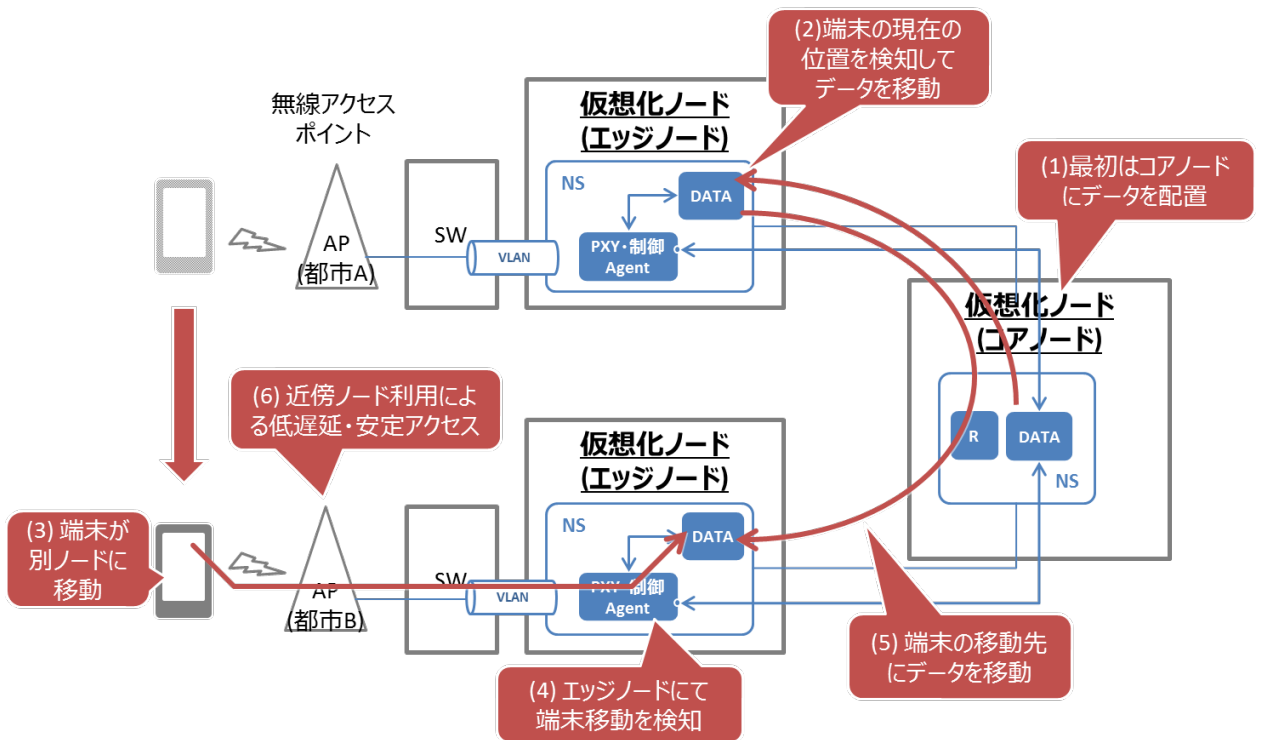 (2)端末の現在の
位置を検知して
データを移動
無線アクセス
ポイント
仮想化ノード
(エッジノード)
(1)最初はコアノード
にデータを配置
NS
DATA
AP
(都市A)
SW
VLAN
PXY・制御
Agent
仮想化ノード
(コアノード)
R
DATA
NS
(6) 近傍ノード利用によ
る低遅延・安定アクセス
仮想化ノード
(エッジノード)
(3) 端末が
別ノードに
移動
NS
DATA
AP
(都市B)
SW
VLAN
PXY・制御
Agent
(5) 端末の移動先
にデータを移動
(4) エッジノードにて
端末移動を検知